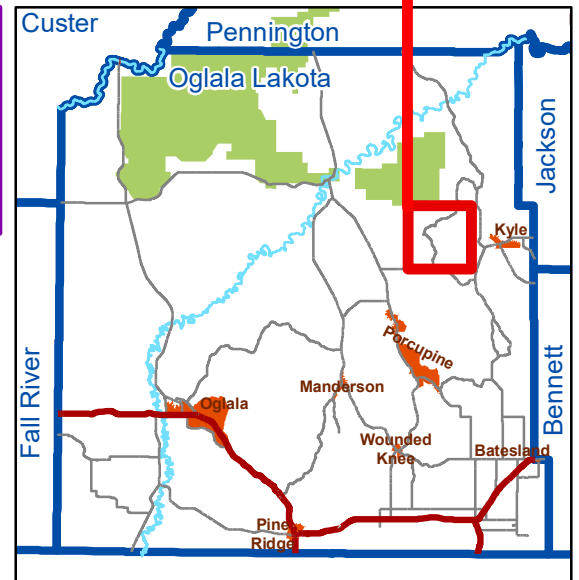 Custer
Pennington
Oglala Lakota
Jackson
Kyle
Porcupine
Fall River
Bennett
Manderson
Oglala
Wounded
Knee
Batesland
Pine
Ridge